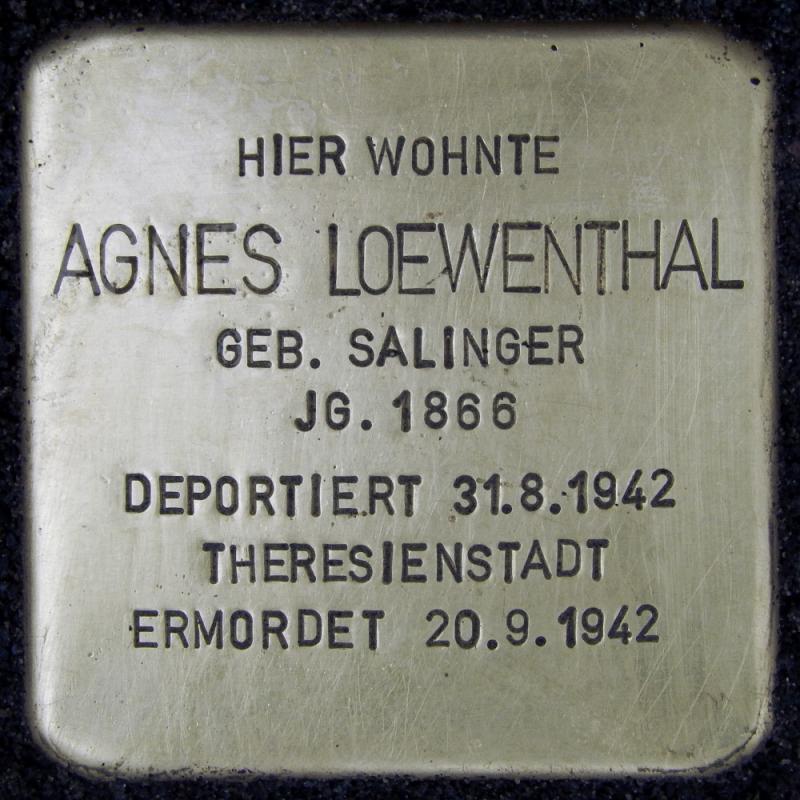 HIER WOHNTE
AGNES LOEWENTHAL
GEB. SALINGER
JG. 1866
DEPORTIERT 31.8.1942
THERESIENSTADT
ERMORDET 20.9.1942